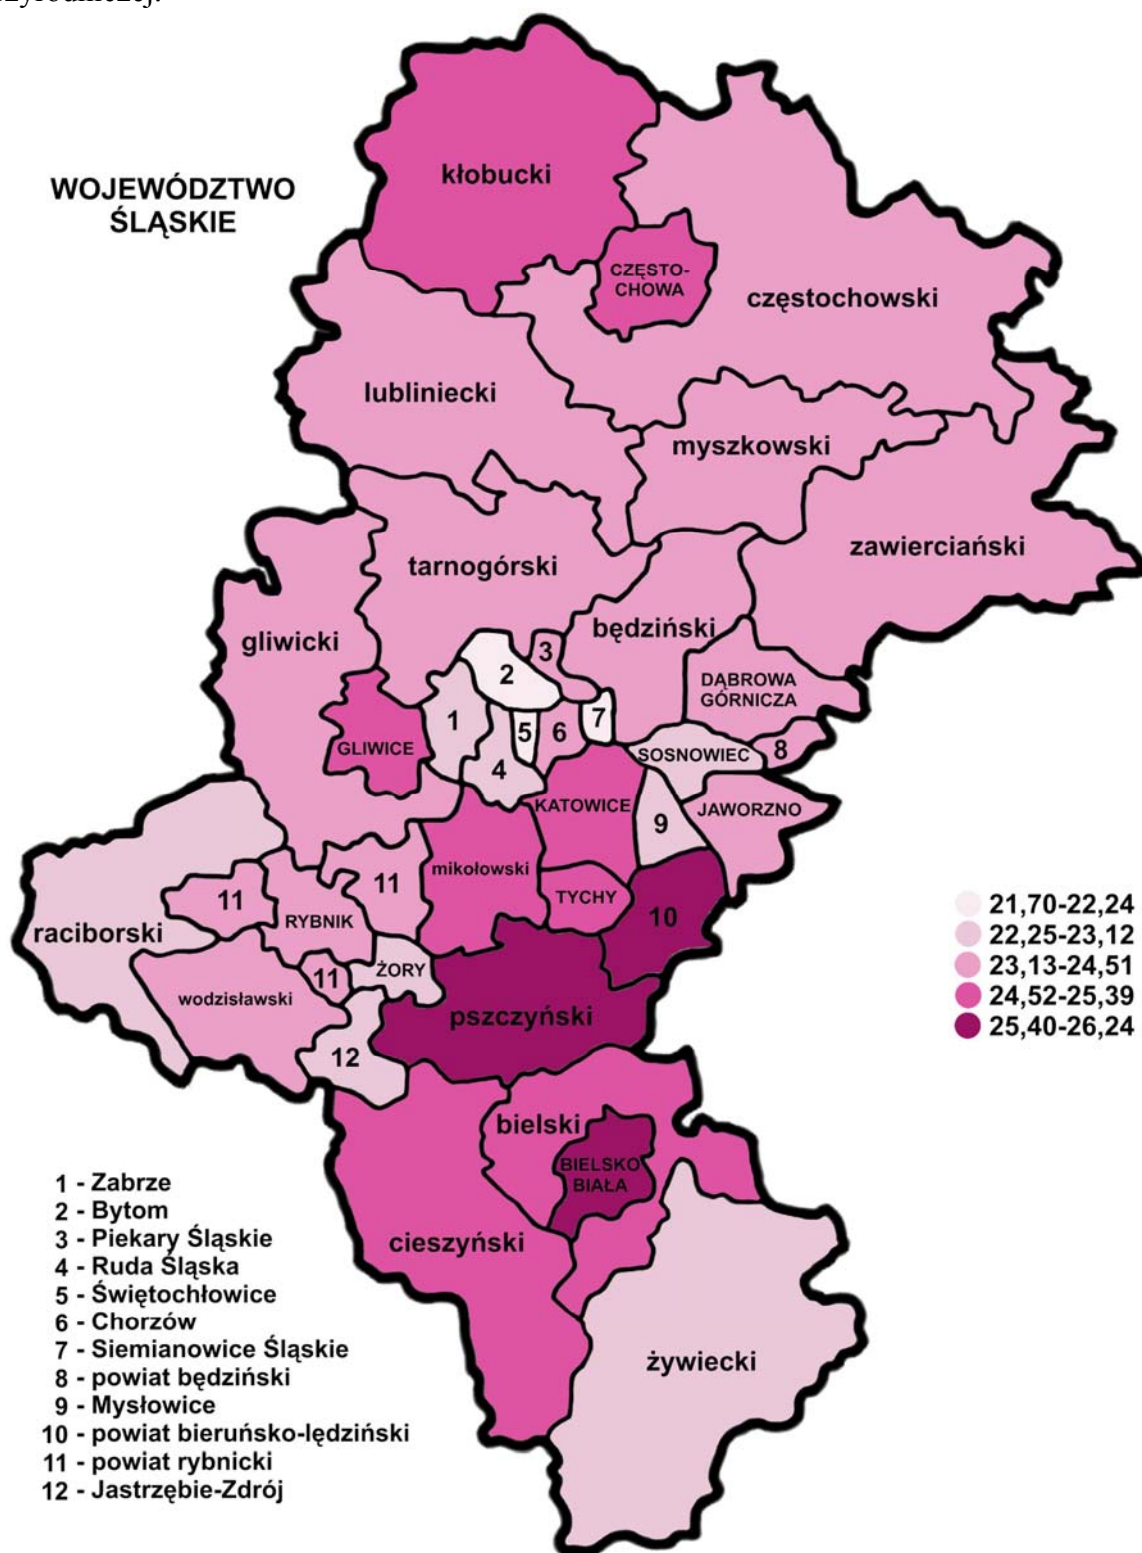 WOJEWÓDZTWO
ŚLĄSKIE
kłobucki
CZĘSTO-
CHOWA
częstochowski
lubliniecki
myszkowski
zawierciański
tarnogórski
gliwicki
będziński
3
2
DĄBROWA
GÓRNICZA
1
7
5
6
GLIWICE
SOSNOWIEC
8
4
KATOWICE
JAWORZNO
9
mikołowski
11
11
TYCHY
10
RYBNIK
raciborski
ŻORY
11
wodzisławski
pszczyński
12
21,70-22,24
22,25-23,12
23,13-24,51
24,52-25,39
25,40-26,24
bielski
BIELSKO
BIAŁA
cieszyński
żywiecki
1 - Zabrze
2 - Bytom
3 - Piekary Śląskie
4 - Ruda Śląska
5 - Świętochłowice
6 - Chorzów
7 - Siemianowice Śląskie
8 - powiat będziński
9 - Mysłowice
10 - powiat bieruńsko-lędziński
11 - powiat rybnicki
12 - Jastrzębie-Zdrój